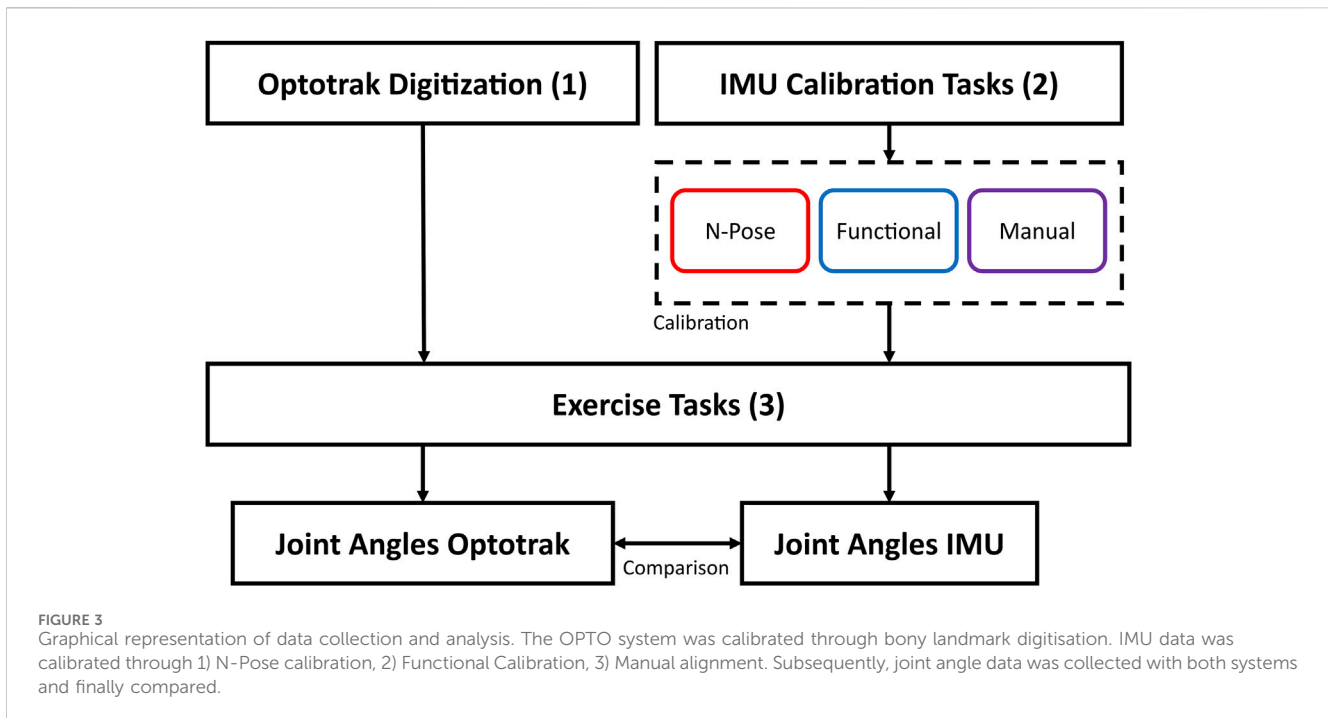 Optotrak Digitization (1)
IMU Calibration Tasks (2)
N-Pose
Functional
Manual
Calibration
Exercise Tasks (3)
Joint Angles Optotrak
Comparison
Joint Angles IMU
FIGURE 3
Graphical representation of data collection and analysis. The OPTO system was calibrated through bony landmark digitisation. IMU data was
calibrated through 1) N-Pose calibration, 2) Functional Calibration, 3) Manual alignment. Subsequently, joint angle data was collected with both systems
and finally compared.